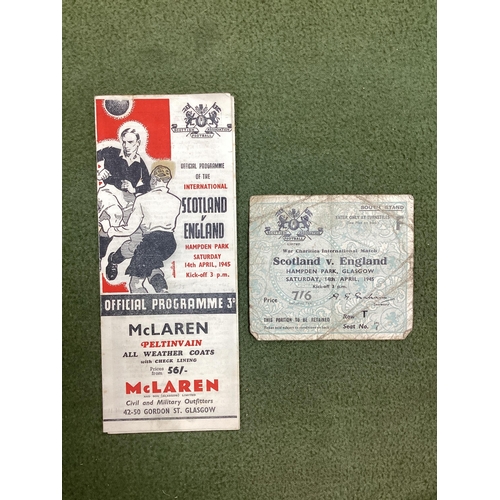 OFFICIAL PROGRAMME
OF THE
INTERNATIONAL
SCOTLAND
V
ENGLAND
HAMPDEN PARK
SATURDAY
14th APRIL, 1945
Kick-off 3 p.m.
OFFICIAL PROGRAMME 3ᴰ
McLAREN
PELTINVAIN
ALL WEATHER COATS
with CHECK LINING
Prices from 56/-
McLAREN
Civil and Military Outfitters
42-50 GORDON ST. GLASGOW
SOUTH STAND
War Charities International Match
Scotland v. England
HAMPDEN PARK, GLASGOW
SATURDAY, 14th APRIL, 1945
Kick-off 3 p.m.
Price 7/6
THIS PORTION TO BE RETAINED
Row T
Seat No. 7